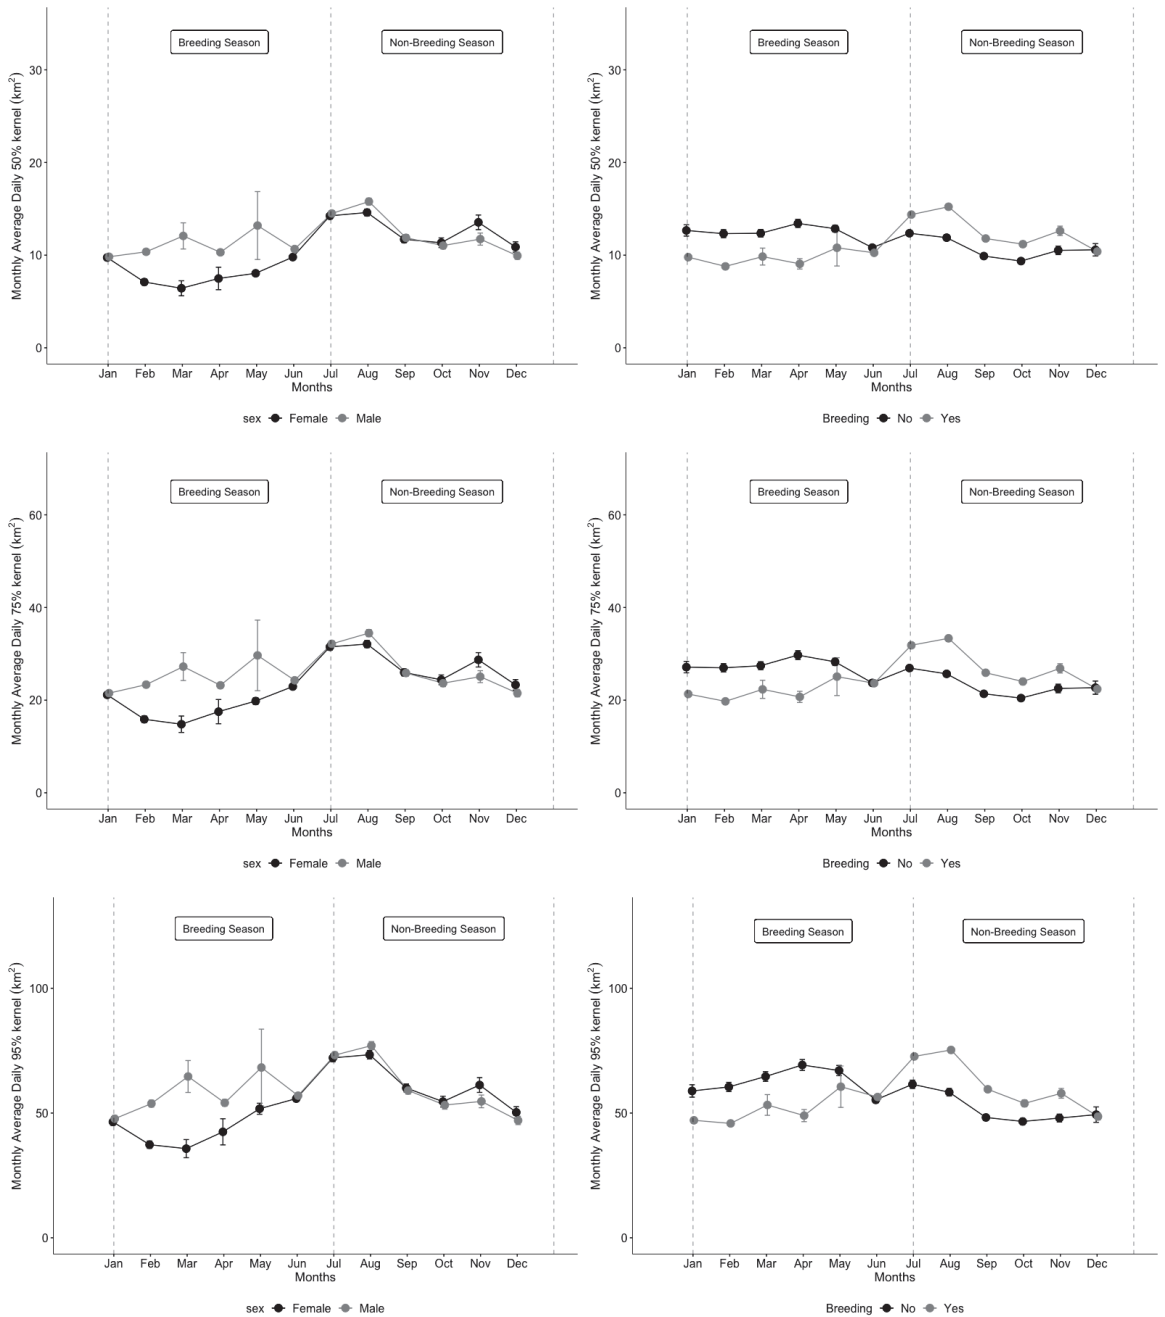 Breeding Season
Non-Breeding Season
Monthly Average Daily 50% kernel (km2)
30
20
10
0
Jan Feb Mar Apr May Jun Jul Aug Sep Oct Nov Dec
Months
sex Female Male
Breeding Season
Non-Breeding Season
Monthly Average Daily 50% kernel (km2)
30
20
10
0
Jan Feb Mar Apr May Jun Jul Aug Sep Oct Nov Dec
Months
Breeding No Yes
Breeding Season
Non-Breeding Season
Monthly Average Daily 75% kernel (km2)
60
40
20
0
Jan Feb Mar Apr May Jun Jul Aug Sep Oct Nov Dec
Months
sex Female Male
Breeding Season
Non-Breeding Season
Monthly Average Daily 75% kernel (km2)
60
40
20
0
Jan Feb Mar Apr May Jun Jul Aug Sep Oct Nov Dec
Months
Breeding No Yes
Breeding Season
Non-Breeding Season
Monthly Average Daily 95% kernel (km2)
100
50
0
Jan Feb Mar Apr May Jun Jul Aug Sep Oct Nov Dec
Months
sex Female Male
Breeding Season
Non-Breeding Season
Monthly Average Daily 95% kernel (km2)
100
50
0
Jan Feb Mar Apr May Jun Jul Aug Sep Oct Nov Dec
Months
Breeding No Yes